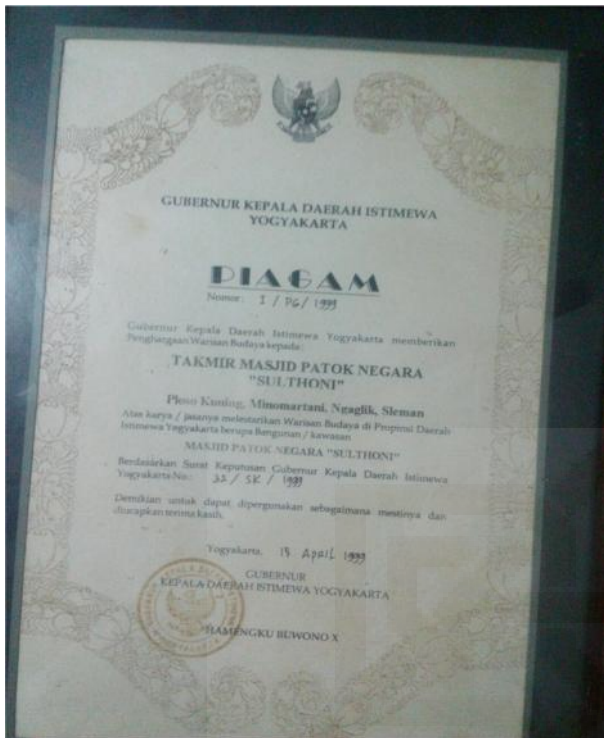 GUBERNUR KEPALA DAERAH ISTIMEWA
YOGYAKARTA
PIAGAM
Nomor: I / PG / 1999
Gubernur Kepala Daerah Istimewa Yogyakarta memberikan
Penghargaan Warisan Budaya kepada:
TAKMIR MASJID PATOK NEGARA
"SULTHONI"
Ploso Kuning, Minomartani, Ngaglik, Sleman
Atas karya / jasanya melestarikan Warisan Budaya di Propinsi Daerah
Istimewa Yogyakarta berupa Bangunan / kawasan
MASJID PATOK NEGARA "SULTHONI"
Berdasarkan Surat Keputusan Gubernur Kepala Daerah Istimewa
Yogyakarta No: 32 / SK / 1999
Demikian untuk dapat dipergunakan sebagaimana mestinya dan
diucapkan terima kasih.
Yogyakarta, April 1999
GUBERNUR
KEPALA DAERAH ISTIMEWA YOGYAKARTA
HAMENGKU BUWONO X